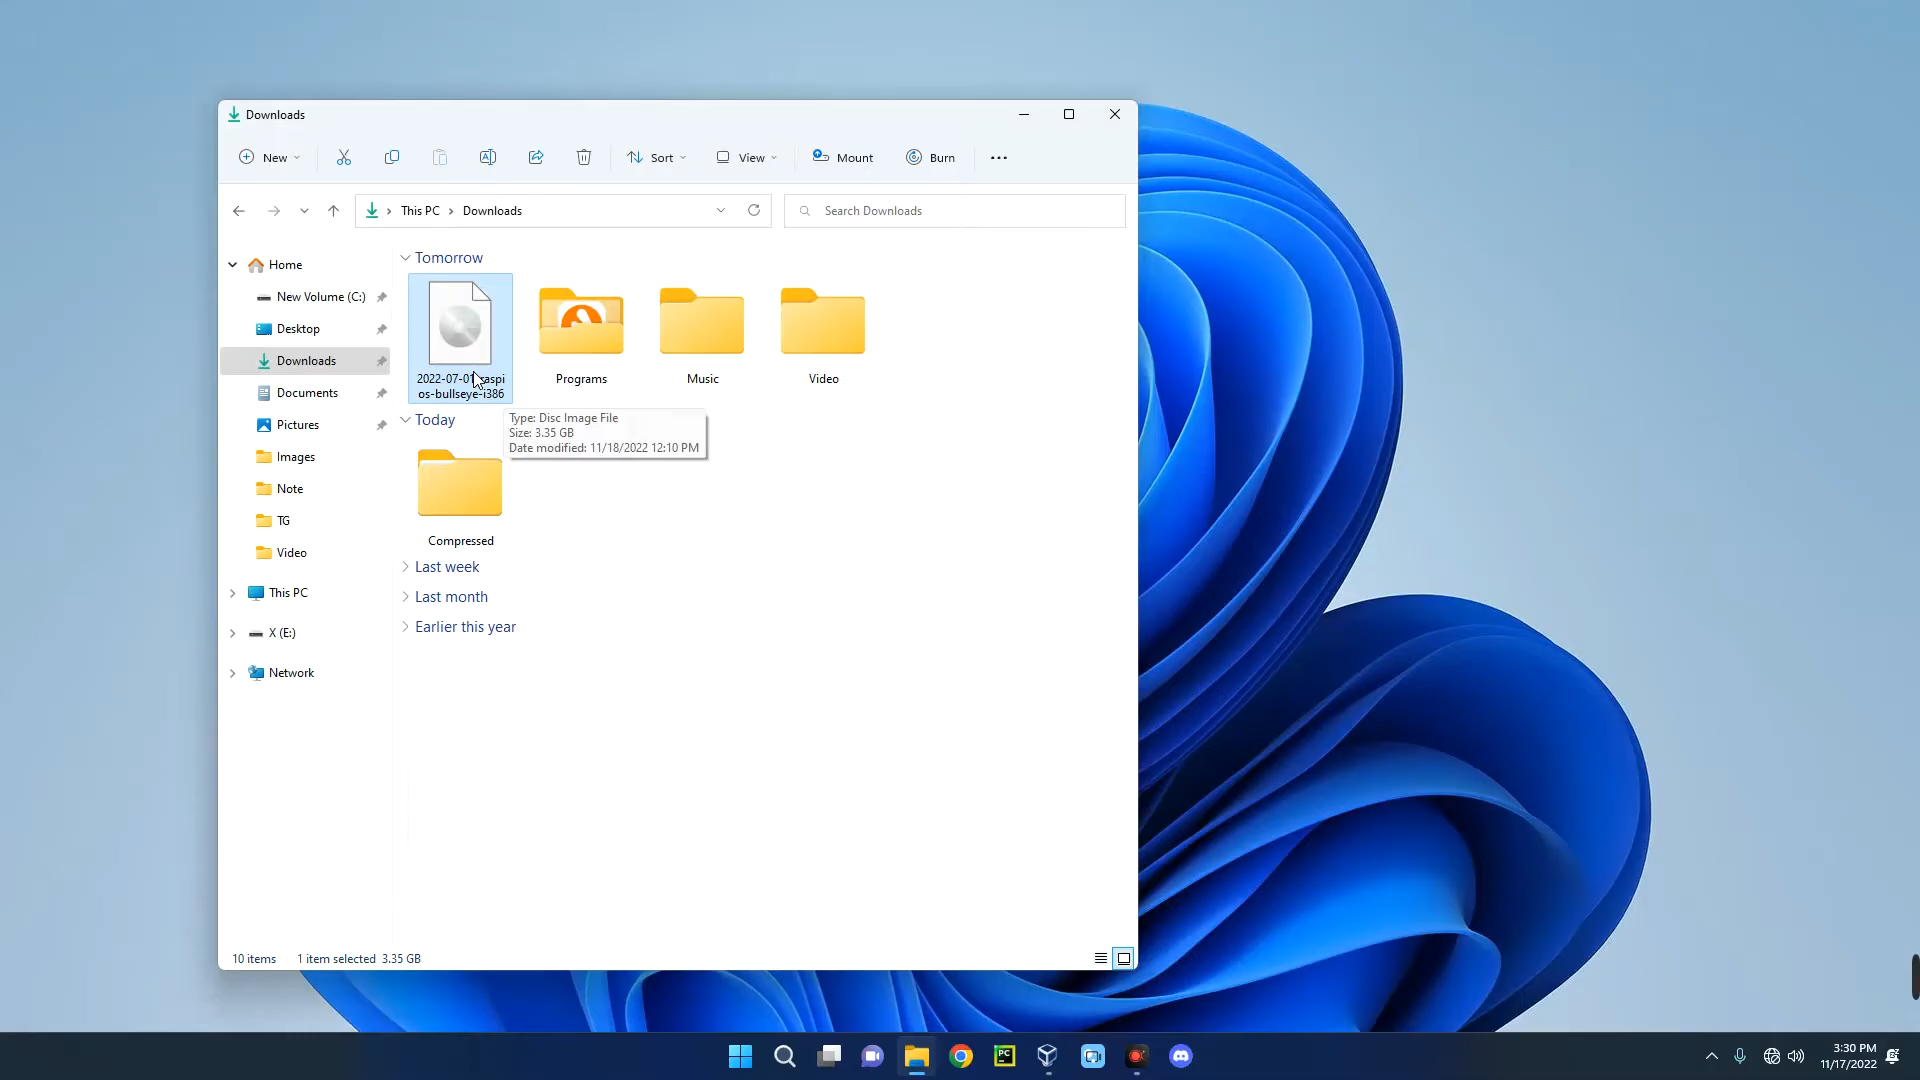 Downloads
New
Sort
View
Mount
Burn
This PC
Downloads
Search Downloads
Home
New Volume (C:)
Desktop
Downloads
Documents
Pictures
Images
Note
TG
Video
This PC
X (E:)
Network
Tomorrow
2022-07-01-raspi
os-bullseye-i386
Programs
Music
Video
Today
Type: Disc Image File
Size: 3.35 GB
Date modified: 11/18/2022 12:10 PM
Compressed
Last week
Last month
Earlier this year
10 items
1 item selected 3.35 GB
PC
3:30 PM
11/17/2022